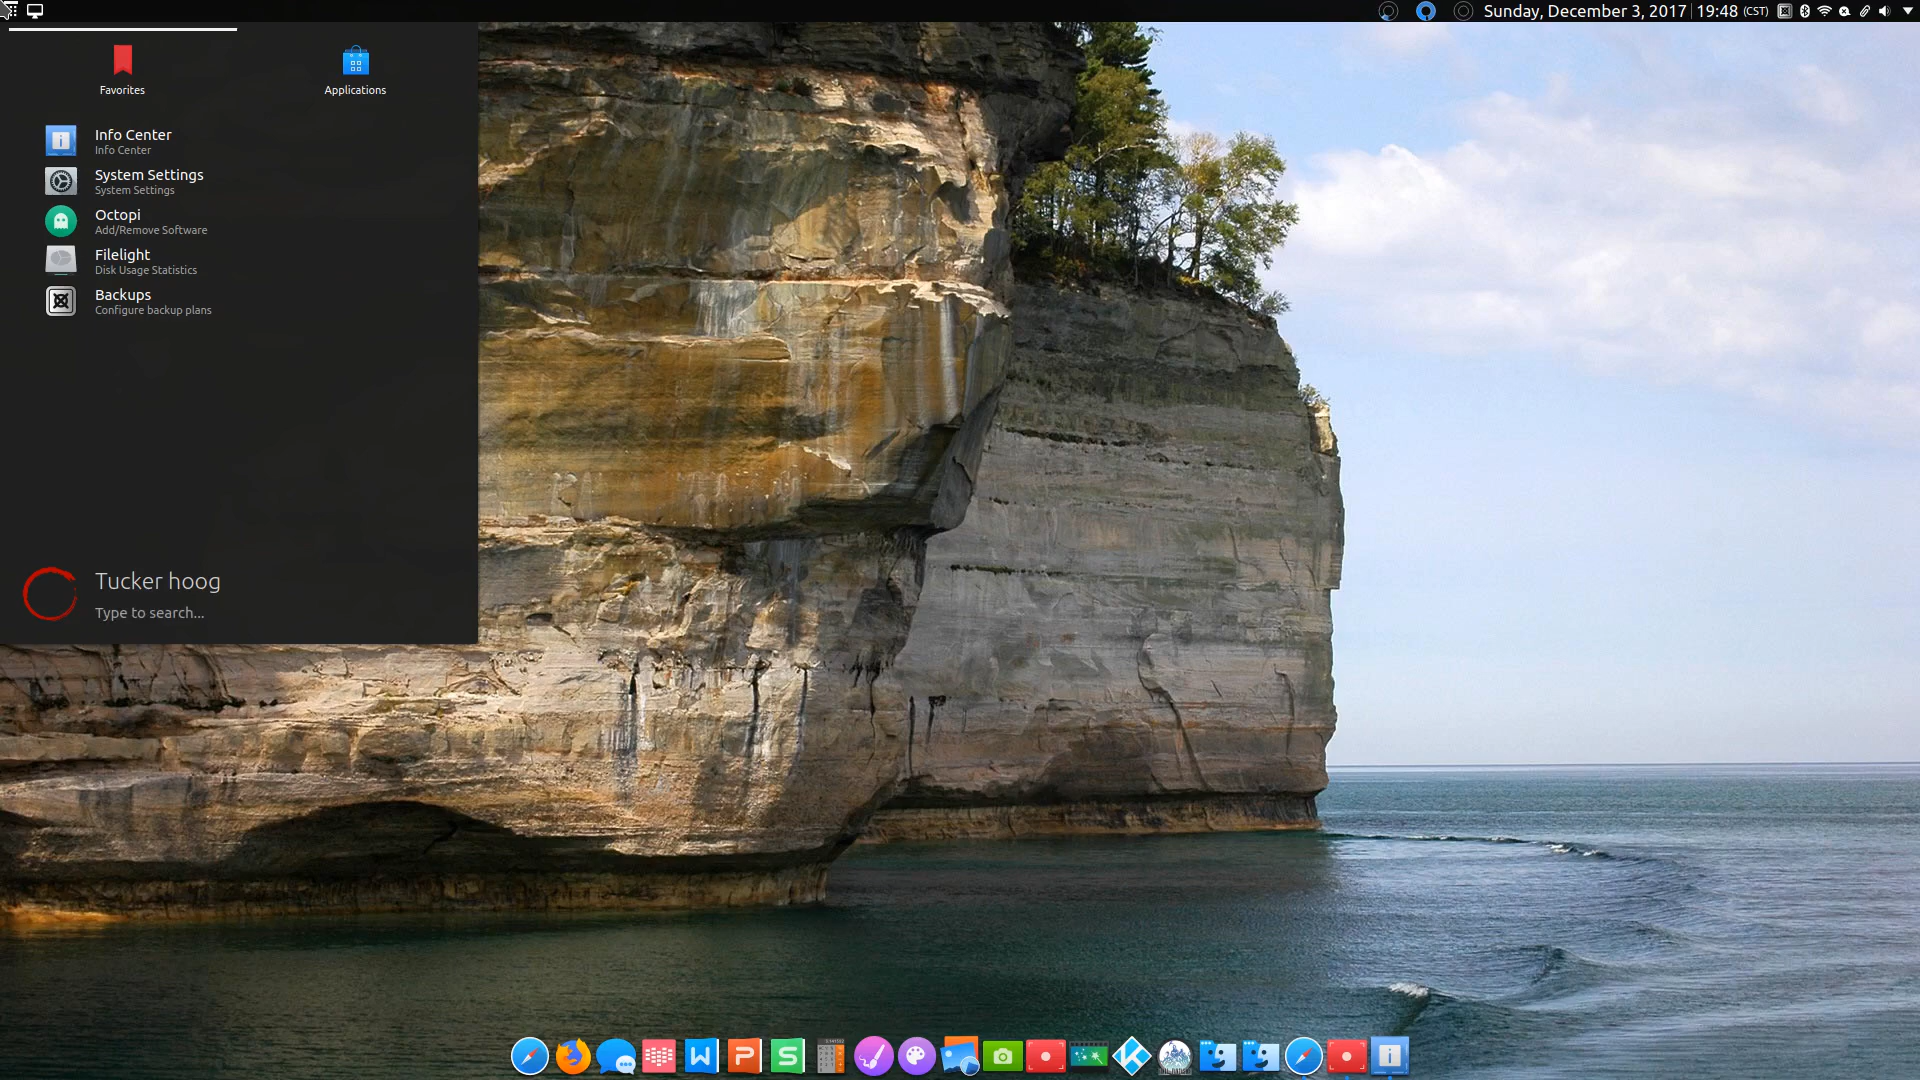 Sunday, December 3, 2017 19:48 (CST)
Favorites
Applications
Info Center
Info Center
System Settings
System Settings
Octopi
Add/Remove Software
Filelight
Disk Usage Statistics
Backups
Configure backup plans
Tucker hoog
Type to search...
W P S